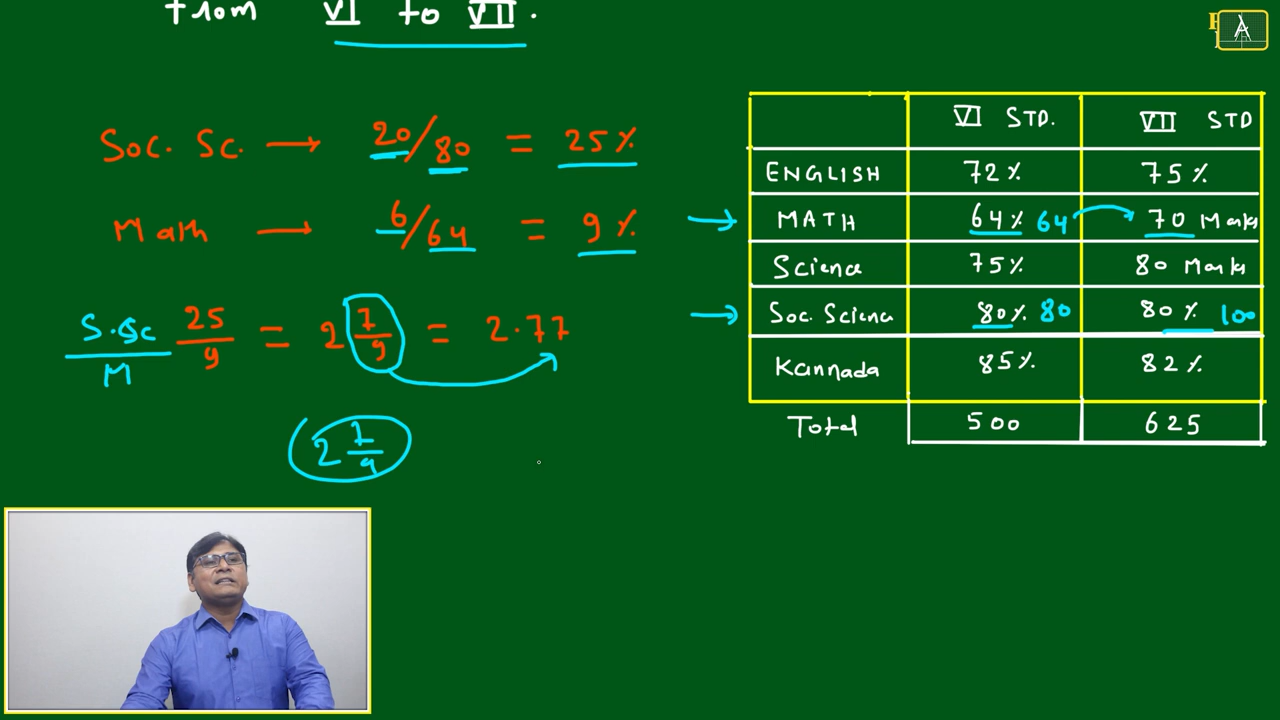 from VI to VII.
Soc. Sc. → 20/80 = 25%
Math → 6/64 = 9%
S.Sc/M 25/9 = 2 7/9 = 2.77
2 7/9
VI STD. VII STD
ENGLISH 72% 75%
MATH 64% 64 70 Marks
Science 75% 80 Marks
Soc. Scienc 80% 80 80% 100
Kannada 85% 82%
Total 500 625